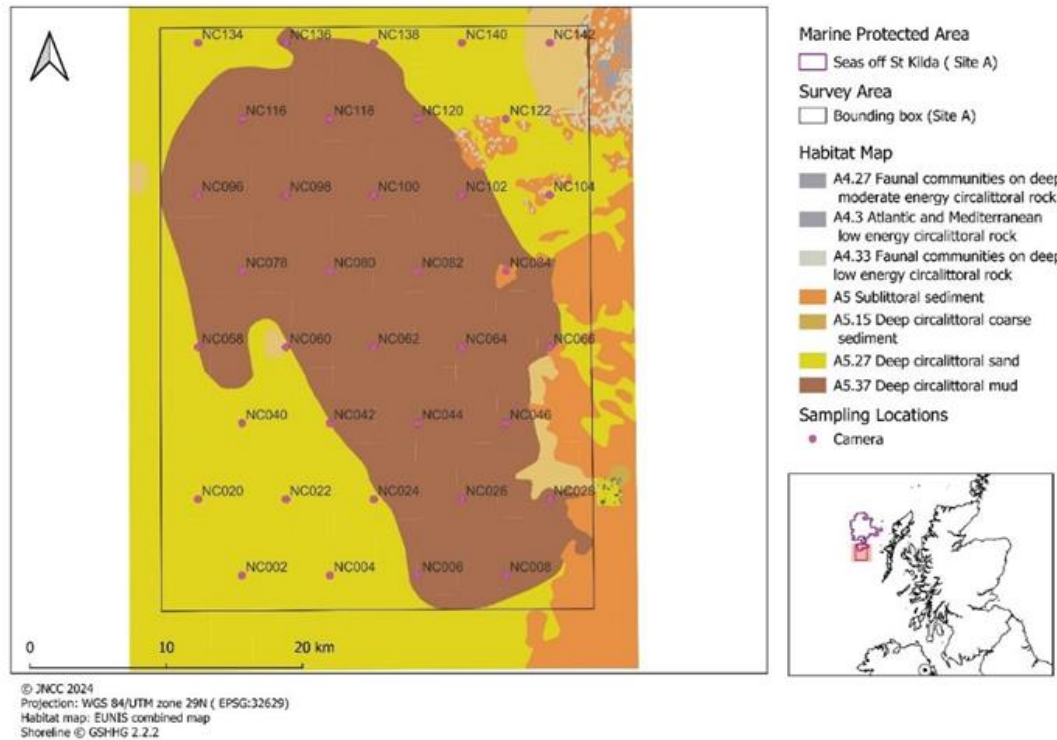 NC134 NC136 NC138 NC140 NC142
NC116 NC118 NC120 NC122
NC096 NC098 NC100 NC102 NC104
NC078 NC080 NC082 NC084
NC058 NC060 NC062 NC064 NC066
NC040 NC042 NC044 NC046
NC020 NC022 NC024 NC026 NC028
NC002 NC004 NC006 NC008
0 10 20 km
Marine Protected Area
Seas off St Kilda ( Site A)
Survey Area
Bounding box (Site A)
Habitat Map
A4.27 Faunal communities on deep
moderate energy circalittoral rock
A4.3 Atlantic and Mediterranean
low energy circalittoral rock
A4.33 Faunal communities on deep
low energy circalittoral rock
A5 Sublittoral sediment
A5.15 Deep circalittoral coarse
sediment
A5.27 Deep circalittoral sand
A5.37 Deep circalittoral mud
Sampling Locations
Camera
© JNCC 2024
Projection: WGS 84/UTM zone 29N ( EPSG:32629)
Habitat map: EUNIS combined map
Shoreline © GSHHG 2.2.2